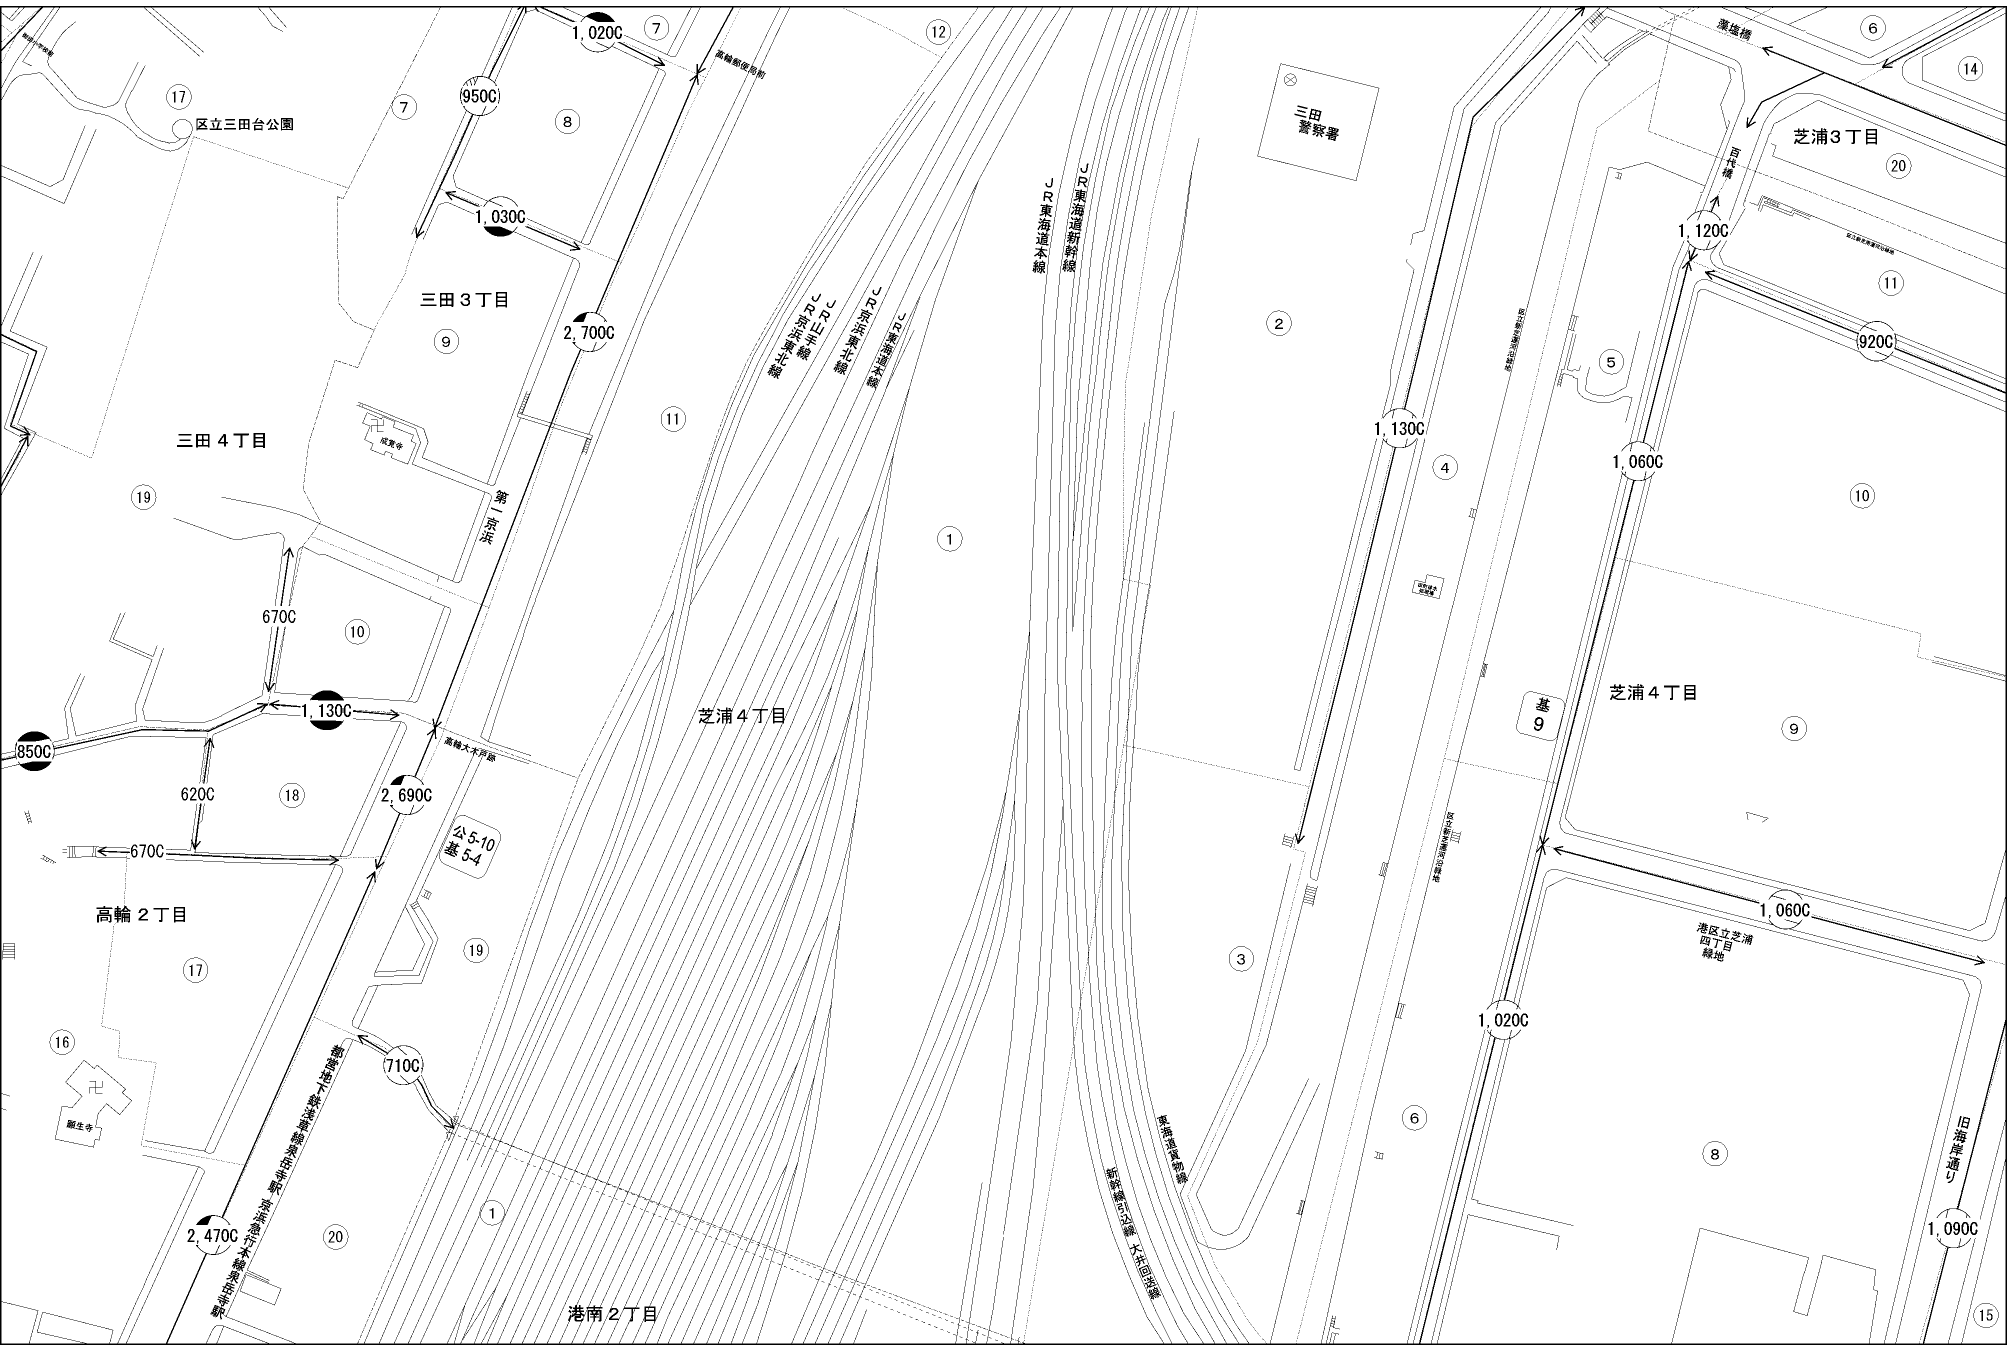 1,020C
7
12
藻塩橋
6
高輪郵便局前
14
950C
7
17
区立三田台公園
8
三田
警察署
芝浦3丁目
20
百代橋
JR東海道新幹線
JR東海道本線
1,030C
1,120C
11
三田3丁目
9
2,700C
JR山手線
JR京浜東北線
JR京浜東北線
JR東海道本線
2
5
920C
三田4丁目
成覚寺
11
1,130C
4
1,060C
19
第一京浜
10
1
670C
10
芝浦4丁目
基
9
1,130C
芝浦4丁目
9
850C
高輪大木戸跡
620C
18
2,690C
公5-10
基5-4
区立新芝運河沿緑地
670C
高輪2丁目
1,060C
港区立芝浦
四丁目
緑地
17
19
3
1,020C
16
都営地下鉄浅草線泉岳寺駅 京浜急行本線泉岳寺駅
710C
願生寺
6
東海道貨物線
旧海岸通り
8
新幹線引込線 大井回送線
1
2,470C
20
1,090C
港南2丁目
15